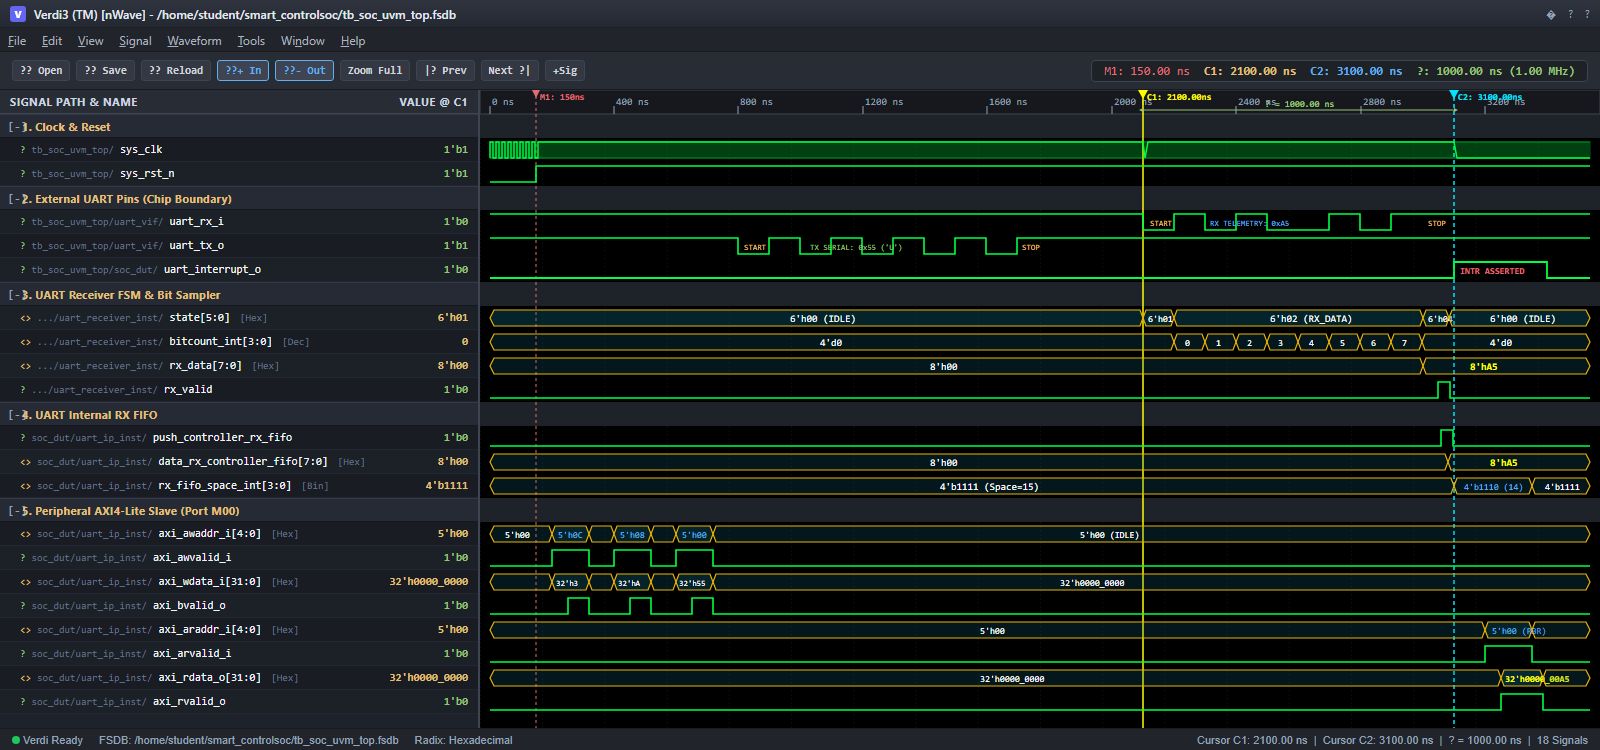 V Verdi3 (TM) [nWave] - /home/student/smart_controlsoc/tb_soc_uvm_top.fsdb � ? ?
File Edit View Signal Waveform Tools Window Help
?? Open ?? Save ?? Reload ??+ In ??- Out Zoom Full |? Prev Next ?| +Sig M1: 150.00 ns C1: 2100.00 ns C2: 3100.00 ns ?: 1000.00 ns (1.00 MHz)
SIGNAL PATH & NAME VALUE @ C1
0 ns M1: 150ns 400 ns 800 ns 1200 ns 1600 ns 2000 ns C1: 2100.00ns 2400 ns ? = 1000.00 ns 2800 ns C2: 3100.00ns 3200 ns
[-] 1. Clock & Reset
? tb_soc_uvm_top/ sys_clk 1'b1
? tb_soc_uvm_top/ sys_rst_n 1'b1
[-] 2. External UART Pins (Chip Boundary)
? tb_soc_uvm_top/uart_vif/ uart_rx_i 1'b0 START RX TELEMETRY: 0xA5 STOP
? tb_soc_uvm_top/uart_vif/ uart_tx_o 1'b1 START TX SERIAL: 0x55 ('U') STOP
? tb_soc_uvm_top/soc_dut/ uart_interrupt_o 1'b0 INTR ASSERTED
[-] 3. UART Receiver FSM & Bit Sampler
<> .../uart_receiver_inst/ state[5:0] [Hex] 6'h01 6'h00 (IDLE) 6'h01 6'h02 (RX_DATA) 6'h04 6'h00 (IDLE)
<> .../uart_receiver_inst/ bitcount_int[3:0] [Dec] 0 4'd0 0 1 2 3 4 5 6 7 4'd0
<> .../uart_receiver_inst/ rx_data[7:0] [Hex] 8'h00 8'h00 8'hA5
? .../uart_receiver_inst/ rx_valid 1'b0
[-] 4. UART Internal RX FIFO
? soc_dut/uart_ip_inst/ push_controller_rx_fifo 1'b0
<> soc_dut/uart_ip_inst/ data_rx_controller_fifo[7:0] [Hex] 8'h00 8'h00 8'hA5
<> soc_dut/uart_ip_inst/ rx_fifo_space_int[3:0] [Bin] 4'b1111 4'b1111 (Space=15) 4'b1110 (14) 4'b1111
[-] 5. Peripheral AXI4-Lite Slave (Port M00)
<> soc_dut/uart_ip_inst/ axi_awaddr_i[4:0] [Hex] 5'h00 5'h00 5'h0C 5'h08 5'h00 5'h00 (IDLE)
? soc_dut/uart_ip_inst/ axi_awvalid_i 1'b0
<> soc_dut/uart_ip_inst/ axi_wdata_i[31:0] [Hex] 32'h0000_0000 32'h3 32'hA 32'h55 32'h0000_0000
? soc_dut/uart_ip_inst/ axi_bvalid_o 1'b0
<> soc_dut/uart_ip_inst/ axi_araddr_i[4:0] [Hex] 5'h00 5'h00 5'h00 (RBR)
? soc_dut/uart_ip_inst/ axi_arvalid_i 1'b0
<> soc_dut/uart_ip_inst/ axi_rdata_o[31:0] [Hex] 32'h0000_0000 32'h0000_0000 32'h0000_00A5
? soc_dut/uart_ip_inst/ axi_rvalid_o 1'b0
Verdi Ready FSDB: /home/student/smart_controlsoc/tb_soc_uvm_top.fsdb Radix: Hexadecimal Cursor C1: 2100.00 ns | Cursor C2: 3100.00 ns | ? = 1000.00 ns | 18 Signals